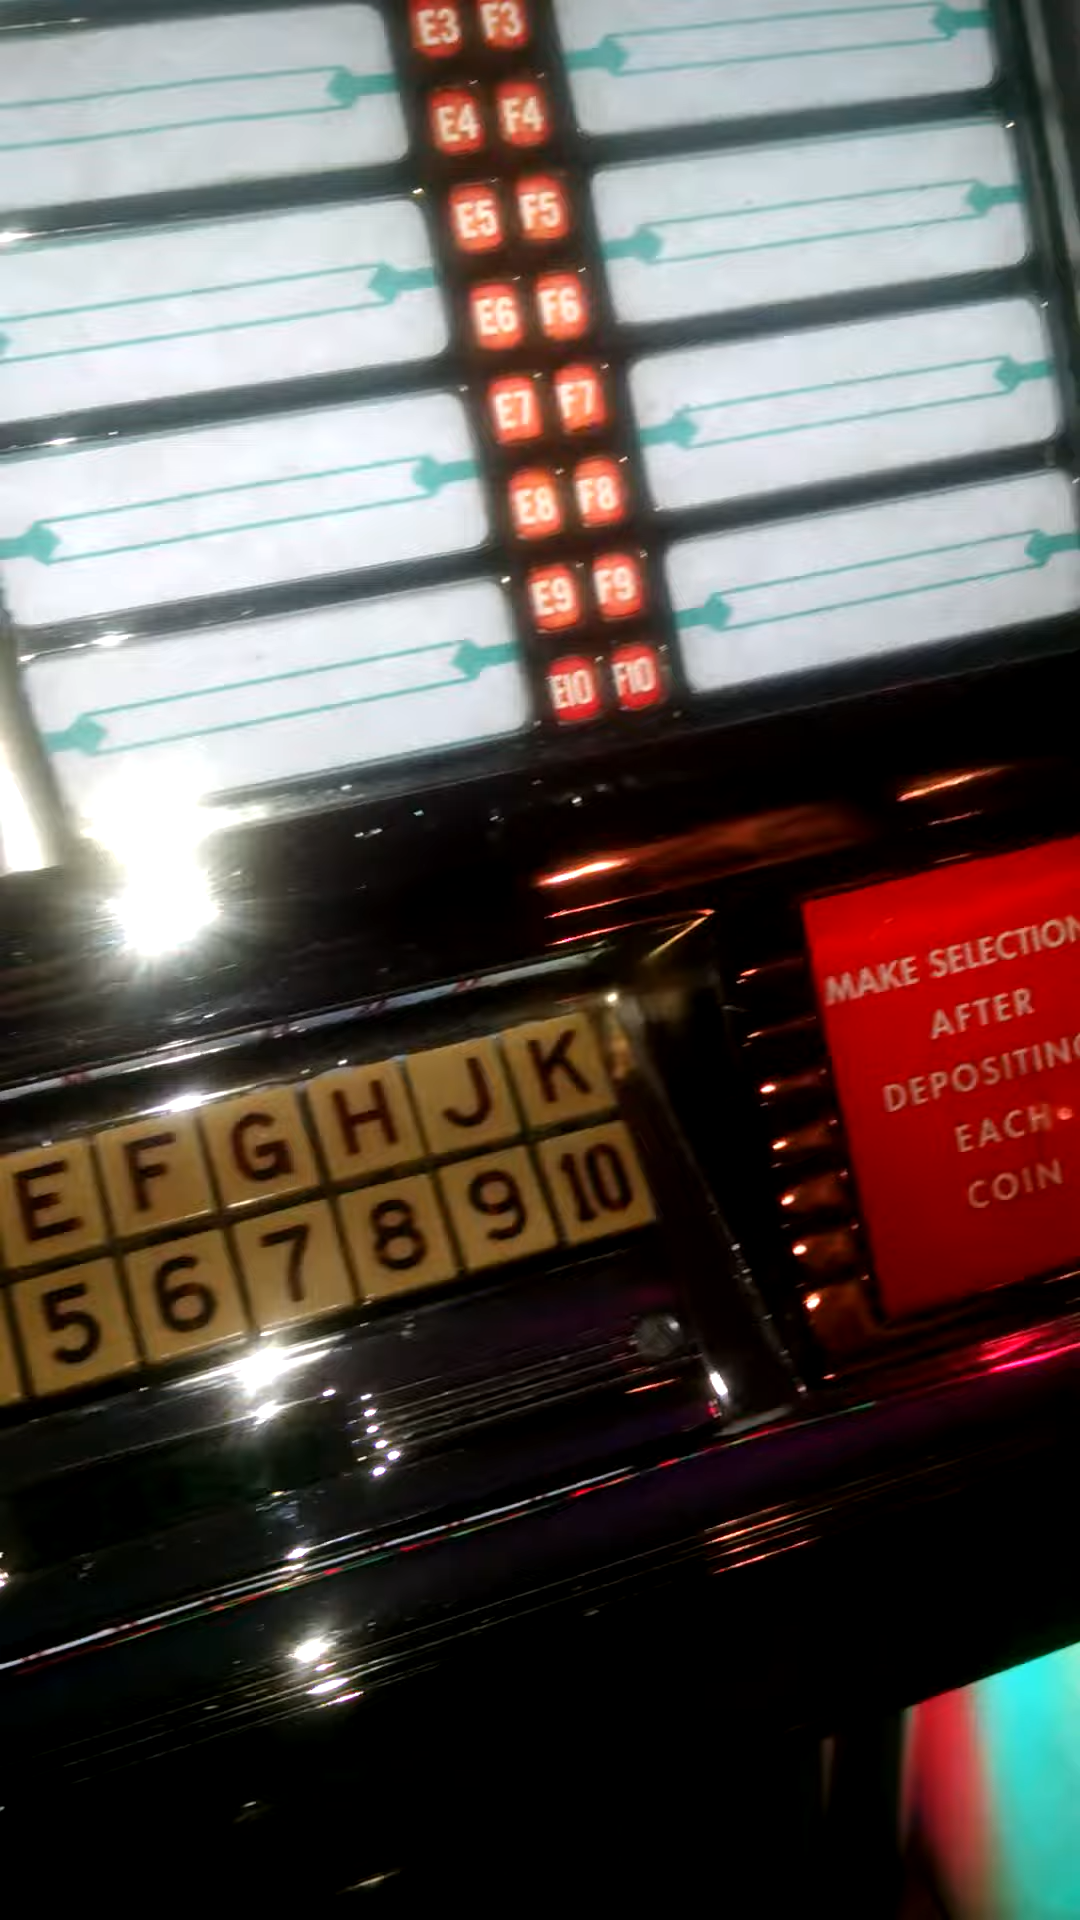 E3 F3
E4 F4
E5 F5
E6 F6
E7 F7
E8 F8
E9 F9
E10 F10
MAKE SELECTION
AFTER
DEPOSITING
EACH
COIN
E F G H J K
5 6 7 8 9 10